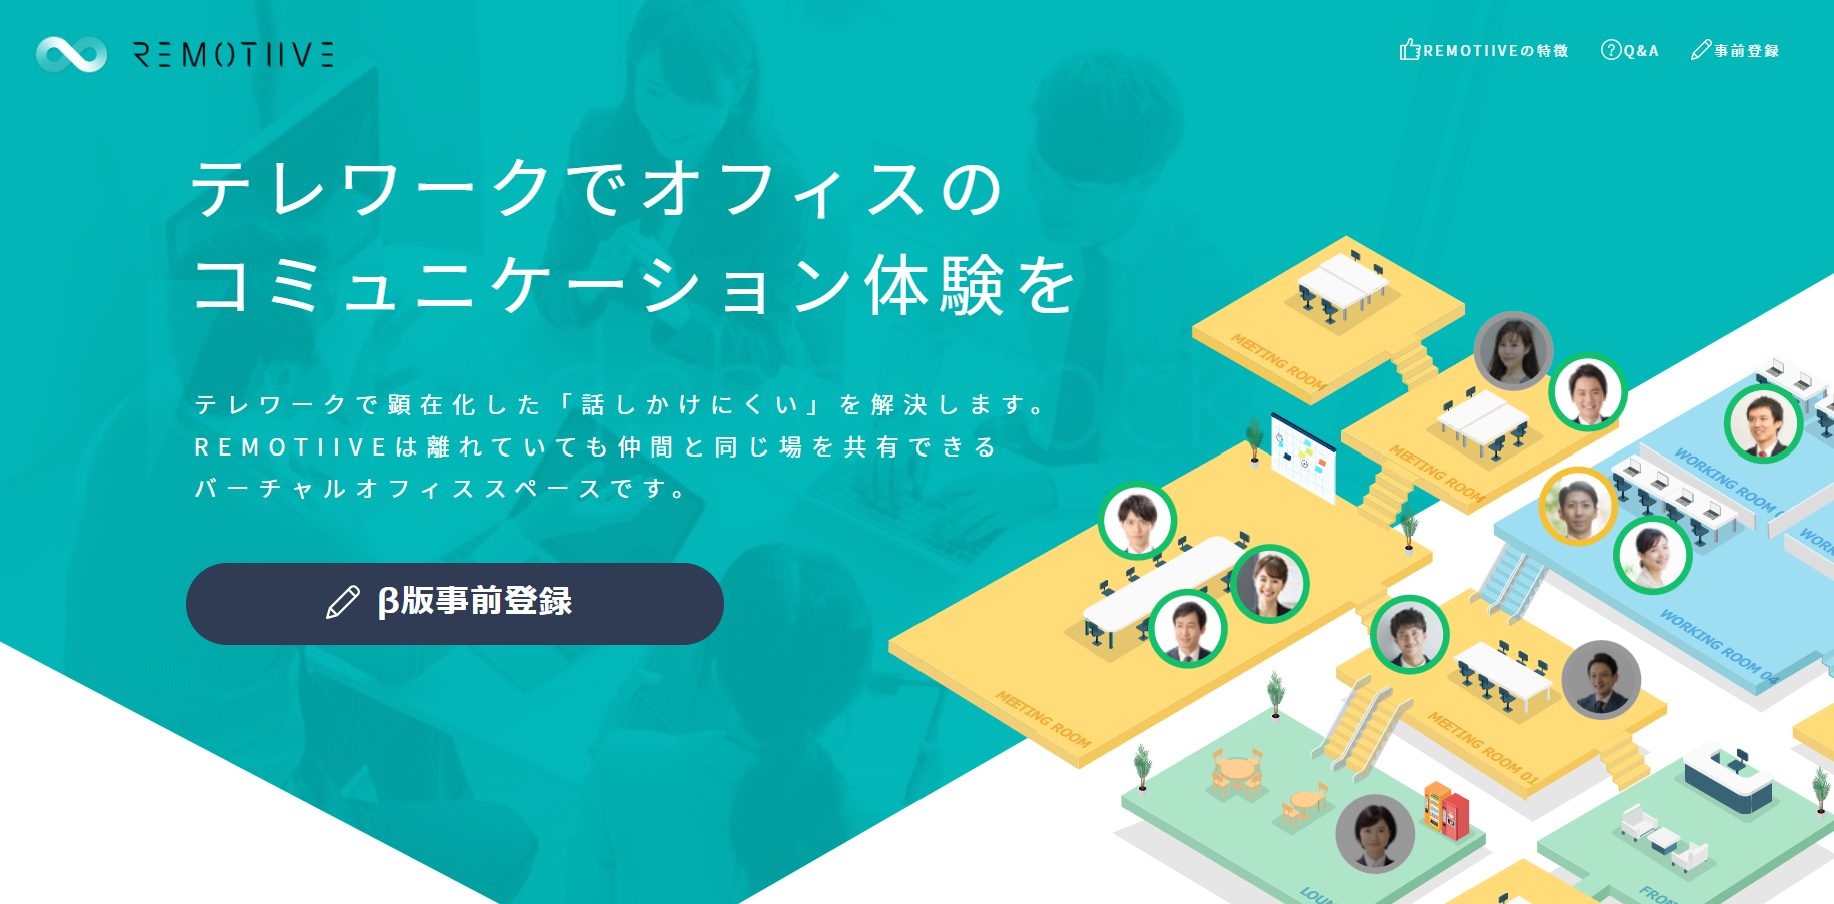 REMOTIIVE
REMOTIIVEの特徴
Q&A
事前登録
テレワークでオフィスの
コミュニケーション体験を
テレワークで顕在化した「話しかけにくい」を解決します。
REMOTIIVEは離れていても仲間と同じ場を共有できる
バーチャルオフィススペースです。
β版事前登録
MEETING ROOM
MEETING ROOM
WORKING ROOM
WORKING ROOM 04
MEETING ROOM
MEETING ROOM 01